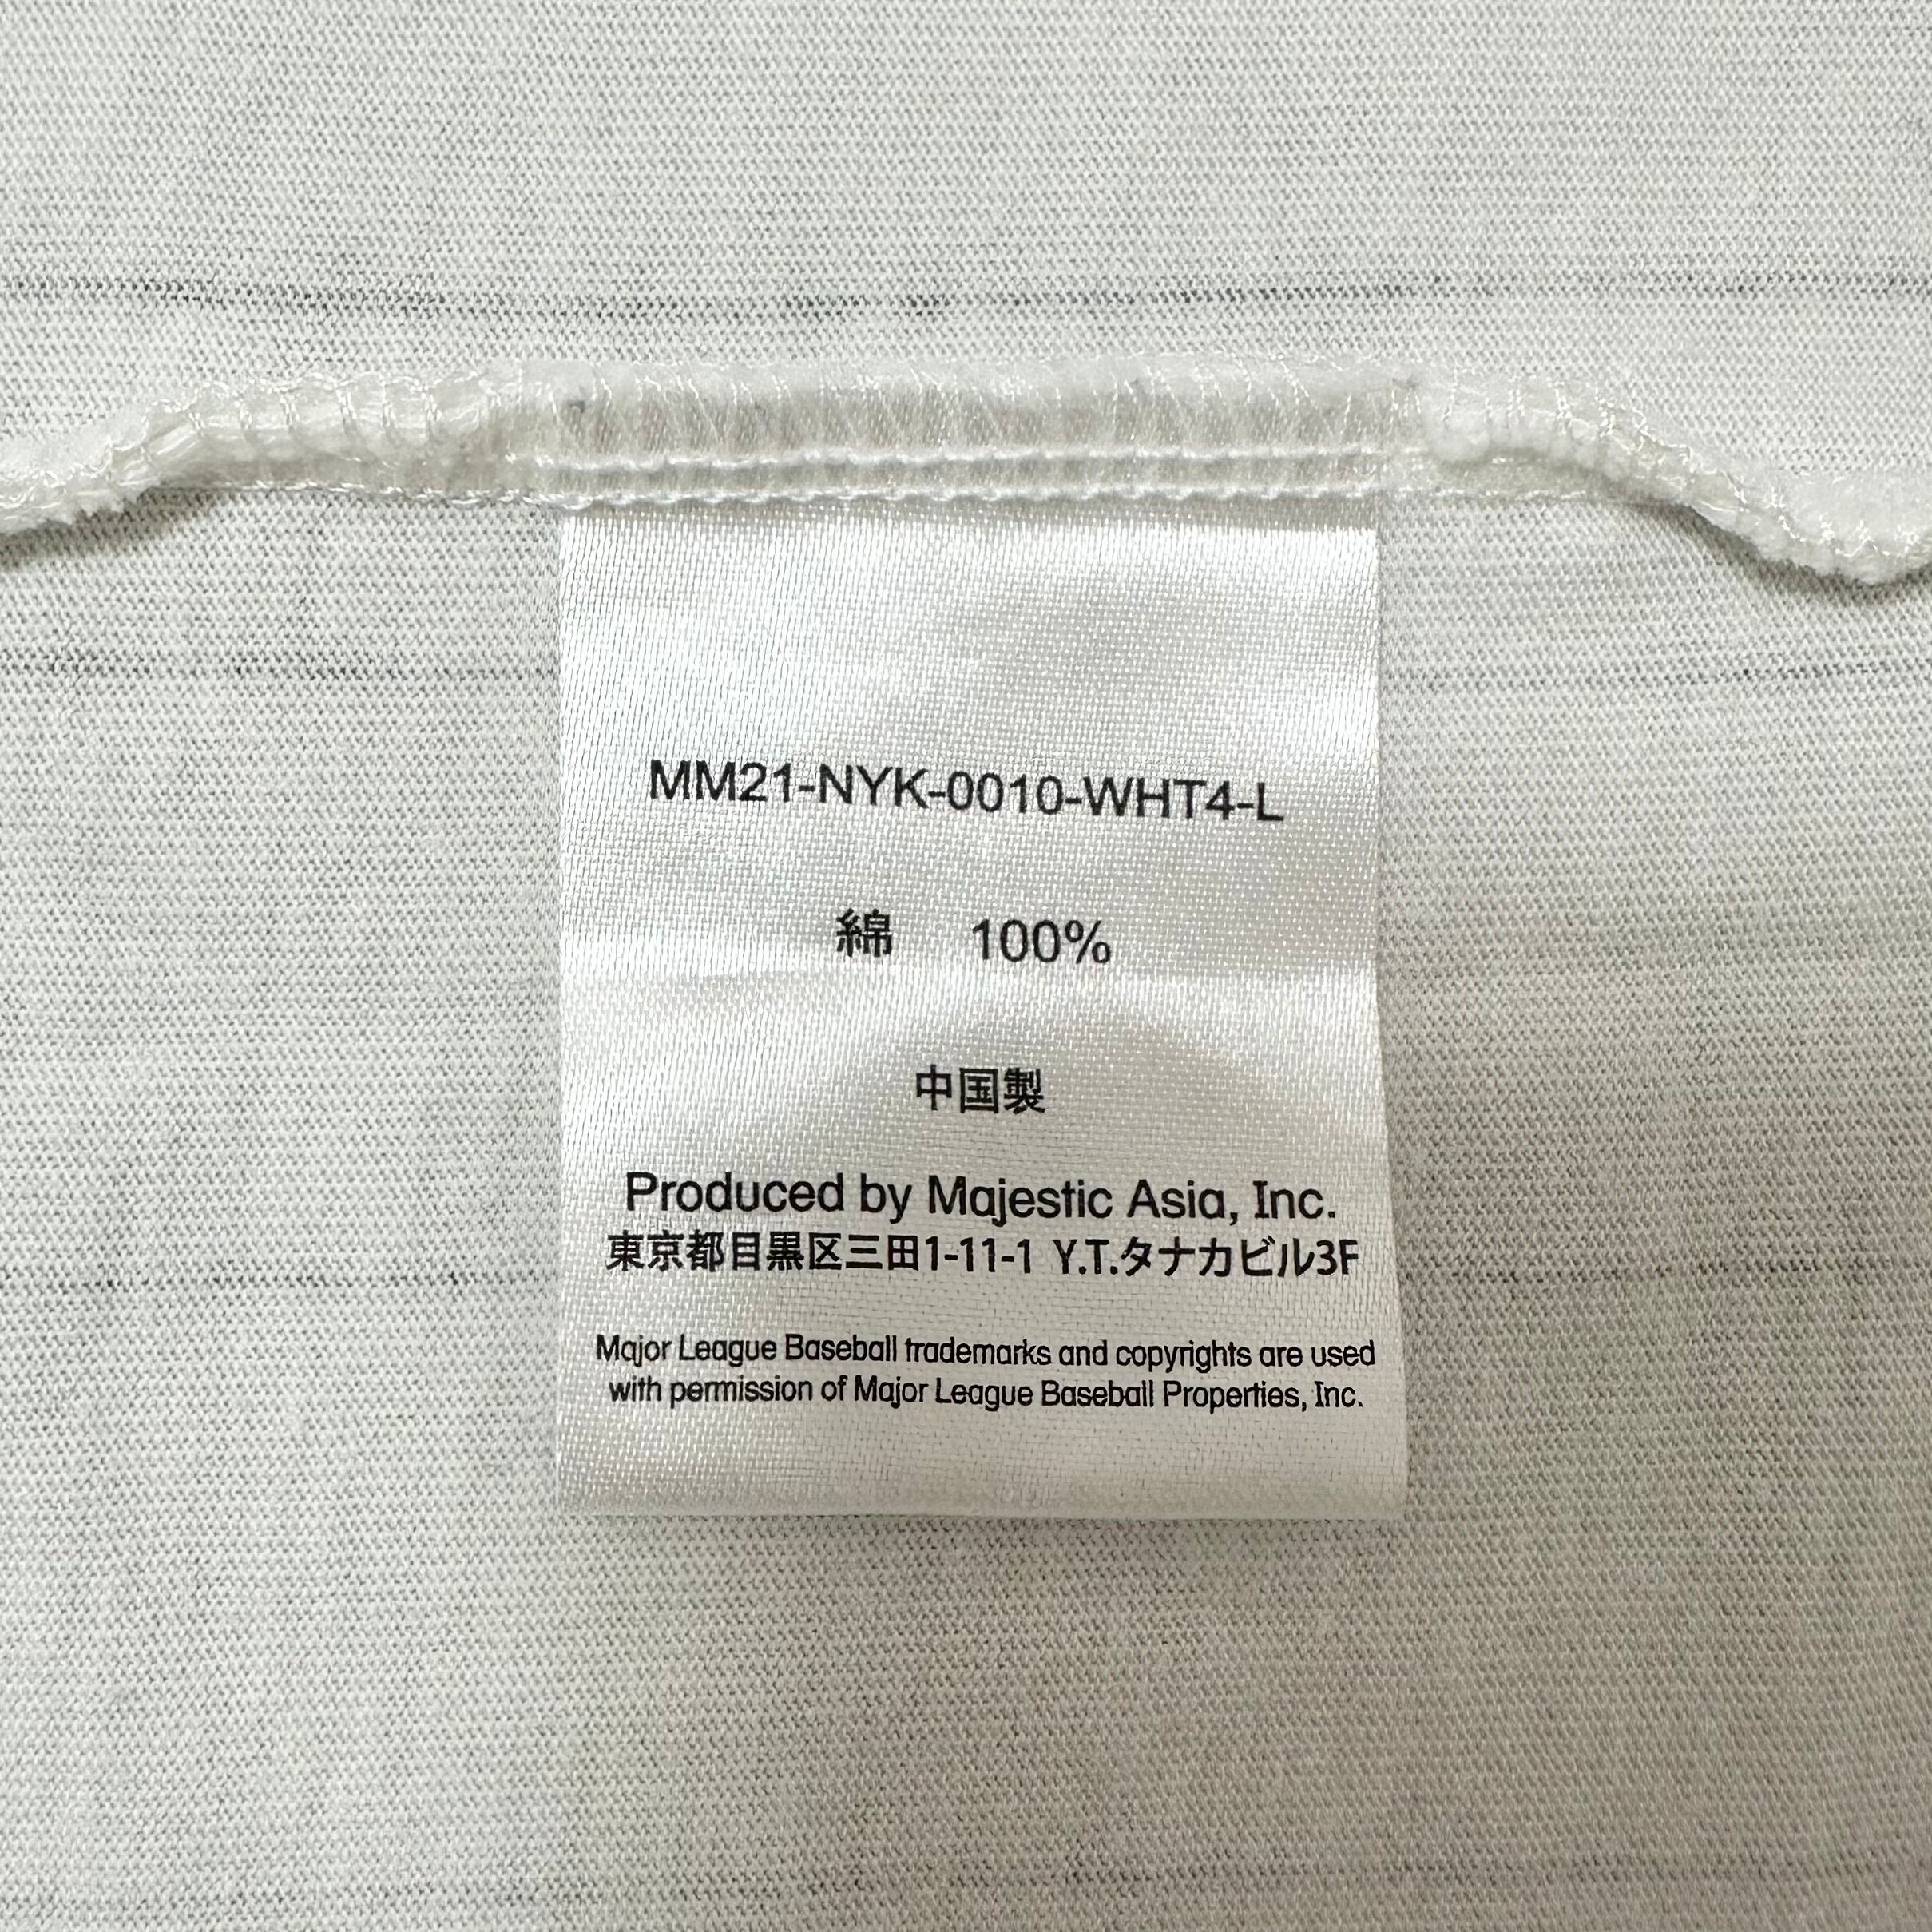 MM21-NYK-0010-WHT4-L
綿 100%
中国製
Produced by Majestic Asia, Inc.
東京都目黒区三田1-11-1 Y.T.タナカビル3F
Major League Baseball trademarks and copyrights are used
with permission of Major League Baseball Properties, Inc.